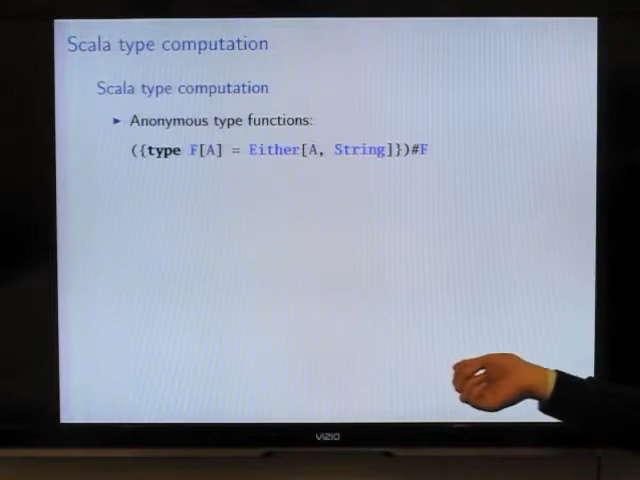 Scala type computation
Scala type computation
▸ Anonymous type functions:
({type F[A] = Either[A, String]})#F
VIZIO